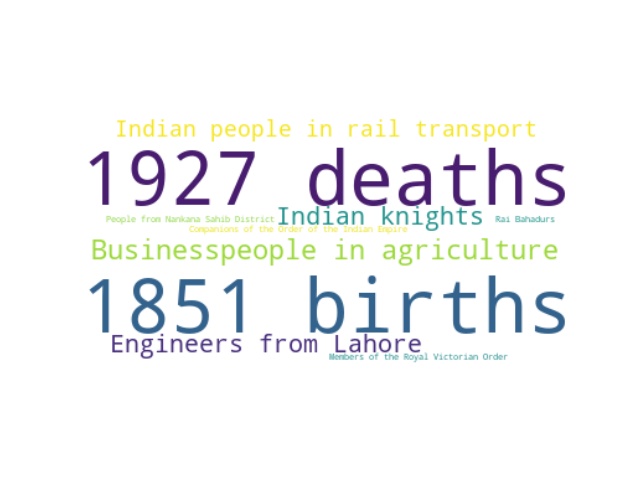 Indian people in rail transport
1927 deaths
People from Nankana Sahib District Indian knights Rai Bahadurs
Companions of the Order of the Indian Empire
Businesspeople in agriculture
1851 births
Engineers from Lahore
Members of the Royal Victorian Order